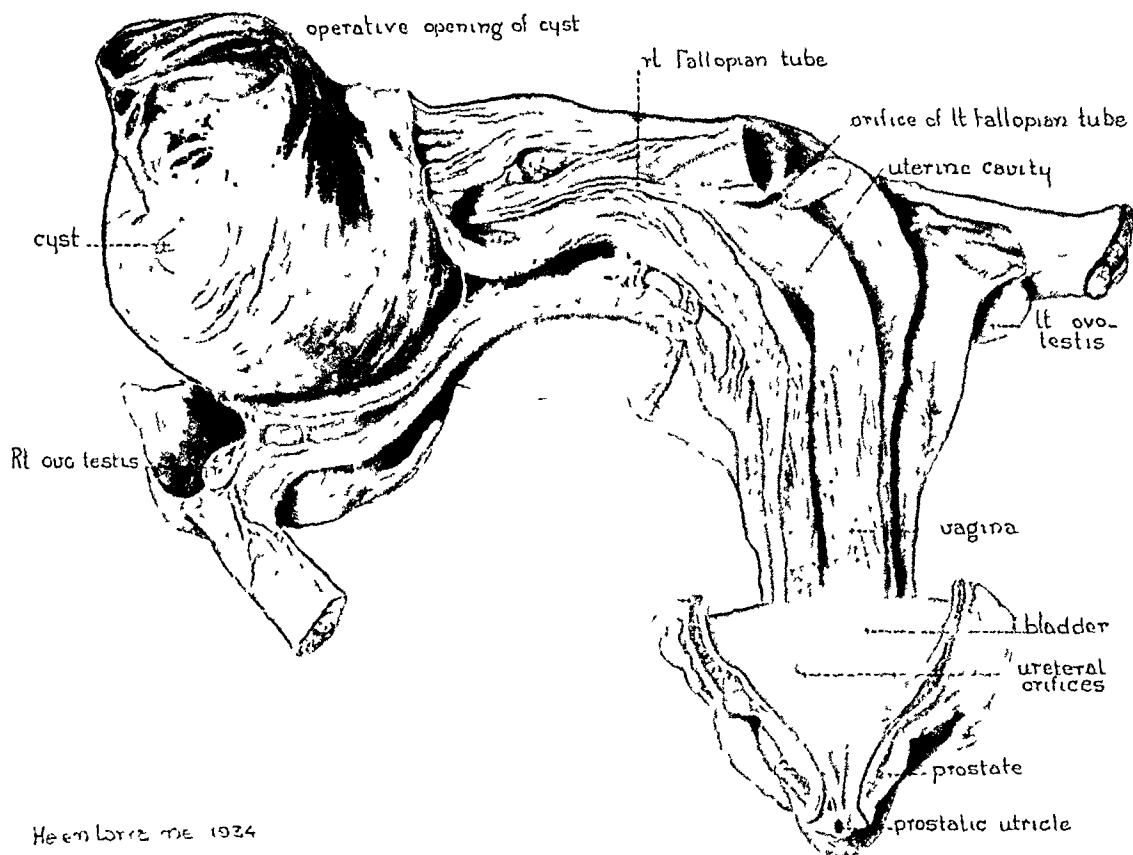 operative opening of cyst
rt Fallopian tube
orifice of lt Fallopian tube
uterine cavity
cyst
lt ovo-
testis
Rt ovo testis
vagina
bladder
ureteral
orifices
prostate
prostatic utricle
1934